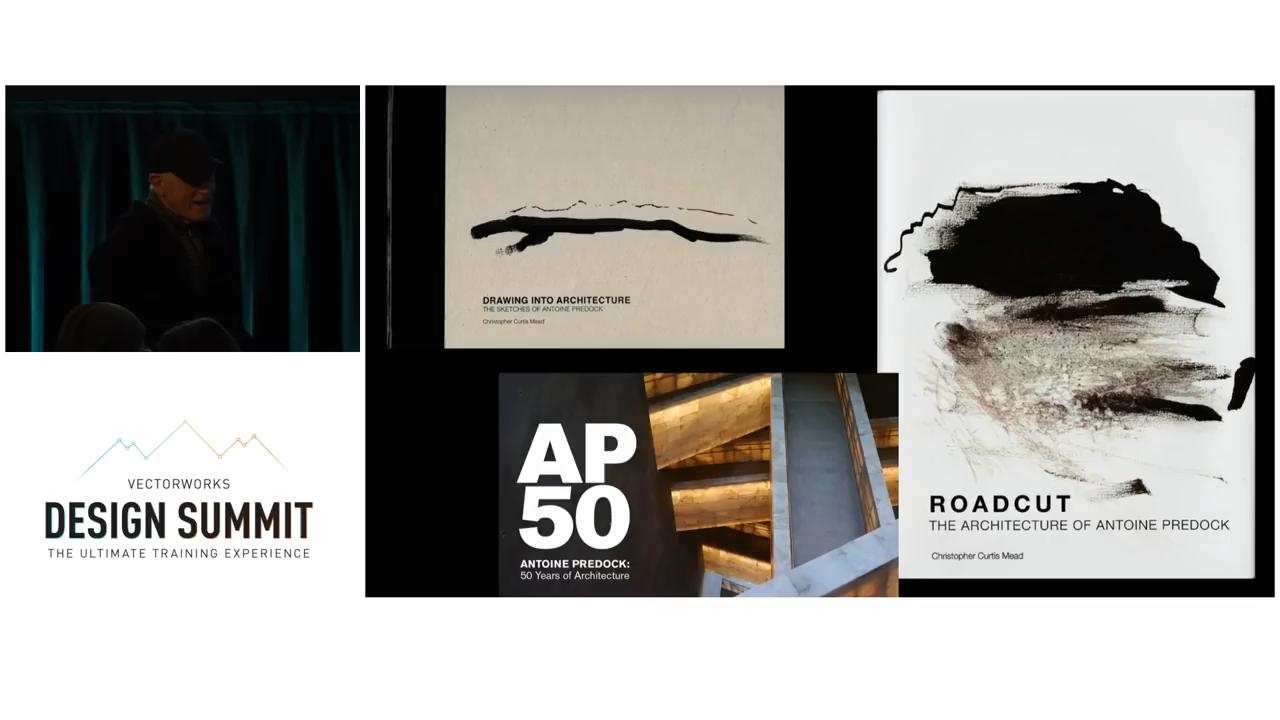 VECTORWORKS
DESIGN SUMMIT
THE ULTIMATE TRAINING EXPERIENCE
DRAWING INTO ARCHITECTURE
THE SKETCHES OF ANTOINE PREDOCK
Christopher Curtis Mead
AP
50
ANTOINE PREDOCK:
50 Years of Architecture
ROADCUT
THE ARCHITECTURE OF ANTOINE PREDOCK
Christopher Curtis Mead